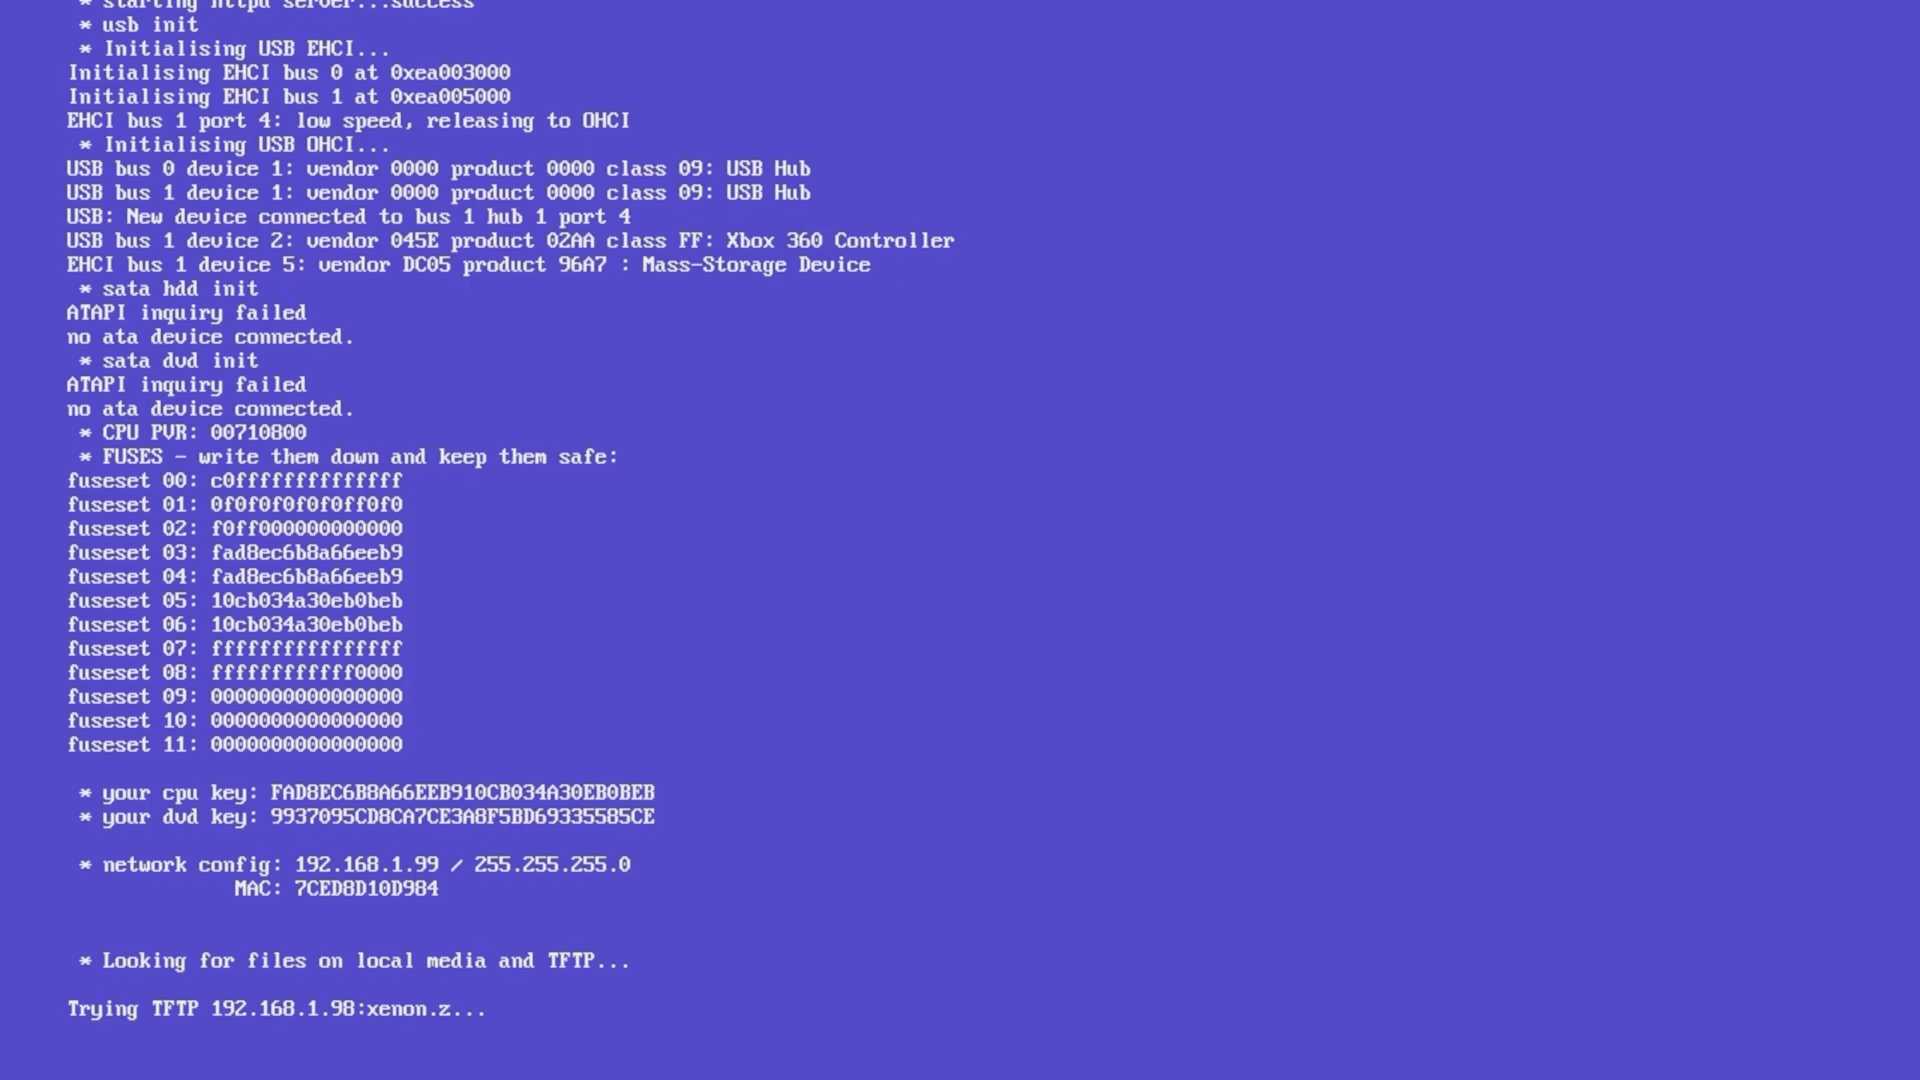 * starting httpd server...success
* usb init
* Initialising USB EHCI...
Initialising EHCI bus 0 at 0xea003000
Initialising EHCI bus 1 at 0xea005000
EHCI bus 1 port 4: low speed, releasing to OHCI
* Initialising USB OHCI...
USB bus 0 device 1: vendor 0000 product 0000 class 09: USB Hub
USB bus 1 device 1: vendor 0000 product 0000 class 09: USB Hub
USB: New device connected to bus 1 hub 1 port 4
USB bus 1 device 2: vendor 045E product 02AA class FF: Xbox 360 Controller
EHCI bus 1 device 5: vendor DC05 product 96A7 : Mass-Storage Device
* sata hdd init
ATAPI inquiry failed
no ata device connected.
* sata dvd init
ATAPI inquiry failed
no ata device connected.
* CPU PVR: 00710800
* FUSES - write them down and keep them safe:
fuseset 00: c0ffffffffffffff
fuseset 01: 0f0f0f0f0f0ff0f0
fuseset 02: f0ff000000000000
fuseset 03: fad8ec6b8a66eeb9
fuseset 04: fad8ec6b8a66eeb9
fuseset 05: 10cb034a30eb0beb
fuseset 06: 10cb034a30eb0beb
fuseset 07: ffffffffffffffff
fuseset 08: ffffffffffff0000
fuseset 09: 0000000000000000
fuseset 10: 0000000000000000
fuseset 11: 0000000000000000
* your cpu key: FAD8EC6B8A66EEB910CB034A30EB0BEB
* your dvd key: 9937095CD8CA7CE3A8F5BD69335585CE
* network config: 192.168.1.99 / 255.255.255.0
MAC: 7CED8D10D984
* Looking for files on local media and TFTP...
Trying TFTP 192.168.1.98:xenon.z...